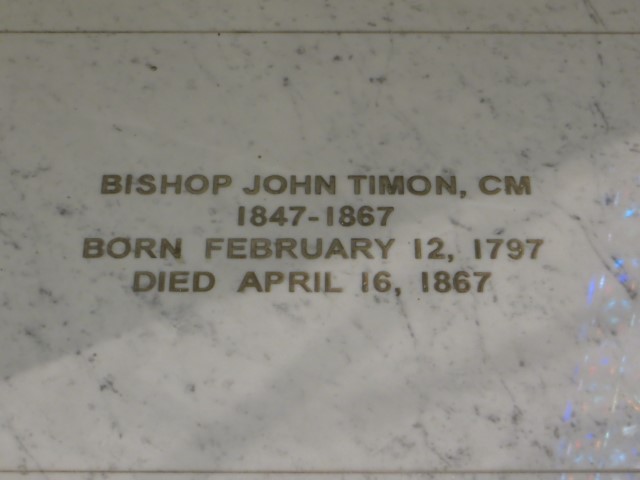 BISHOP JOHN TIMON, CM
1847-1867
BORN FEBRUARY 12, 1797
DIED APRIL 16, 1867